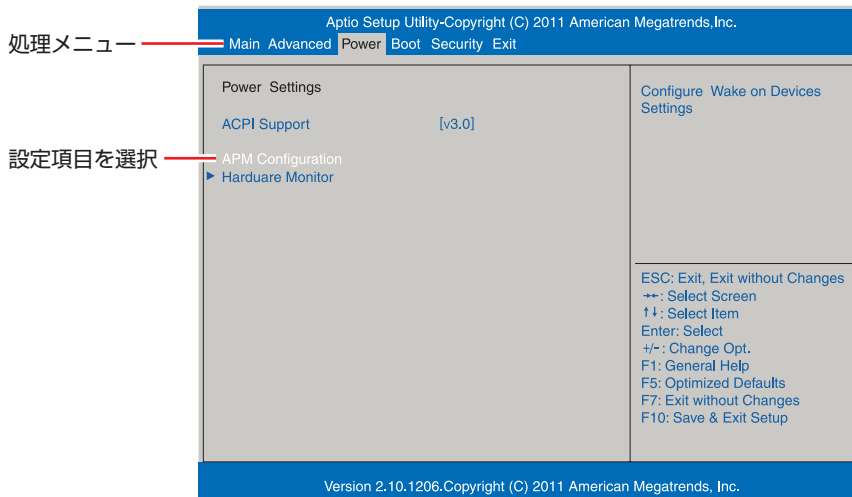 Aptio Setup Utility-Copyright (C) 2011 American Megatrends,Inc.
処理メニュー
Main Advanced Power Boot Security Exit
Power Settings
ACPI Support [v3.0]
設定項目を選択
APM Configuration
▶ Harduare Monitor
Configure Wake on Devices
Settings
ESC: Exit, Exit without Changes
→←: Select Screen
↑↓: Select Item
Enter: Select
+/-: Change Opt.
F1: General Help
F5: Optimized Defaults
F7: Exit without Changes
F10: Save & Exit Setup
Version 2.10.1206.Copyright (C) 2011 American Megatrends, Inc.